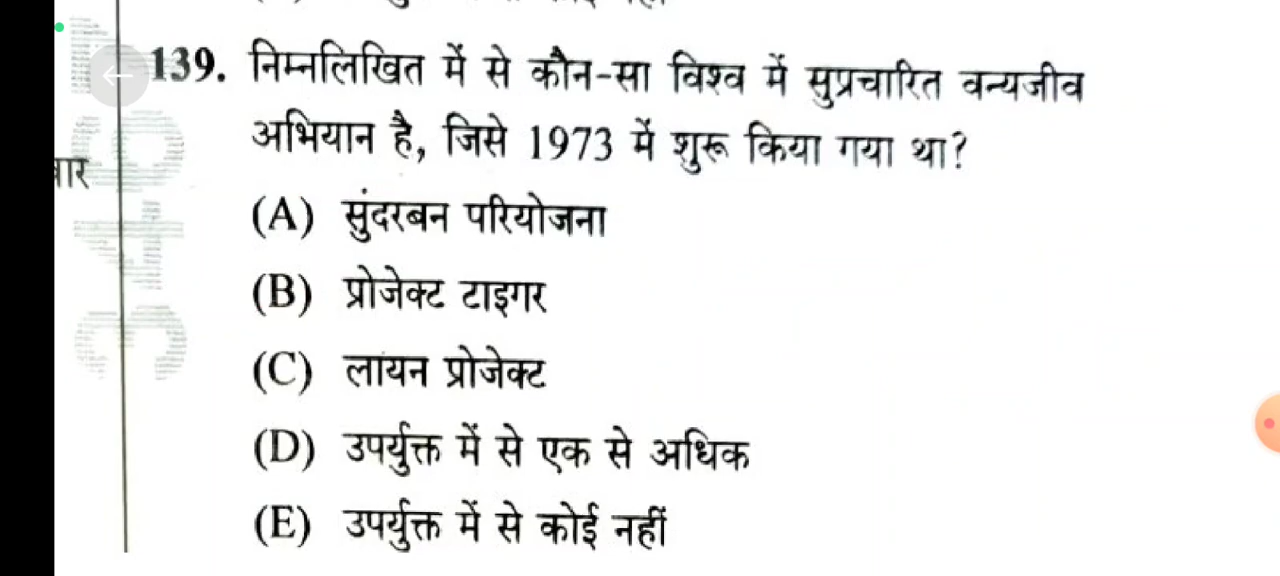 139. निम्नलिखित में से कौन-सा विश्व में सुप्रचारित वन्यजीव
अभियान है, जिसे 1973 में शुरू किया गया था?
(A) सुंदरबन परियोजना
(B) प्रोजेक्ट टाइगर
(C) लायन प्रोजेक्ट
(D) उपर्युक्त में से एक से अधिक
(E) उपर्युक्त में से कोई नहीं